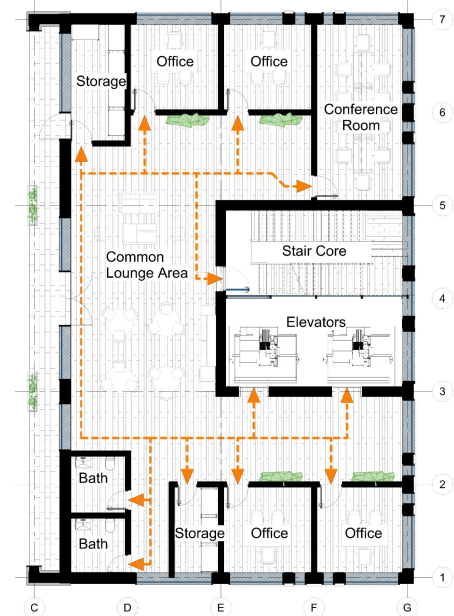 7
Office
Office
Storage
Conference
Room
6
5
Stair Core
Common
Lounge Area
4
Elevators
3
Bath
2
Storage
Office
Office
Bath
1
C
D
E
F
G